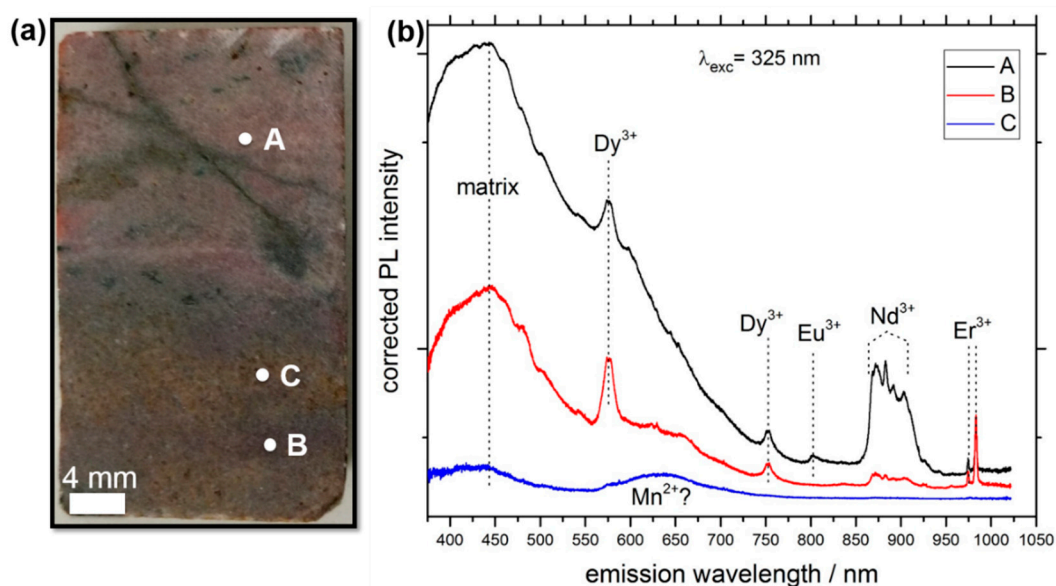 (a)
A
C
B
4 mm
(b)
λexc= 325 nm
A
B
C
matrix
Dy³⁺
Dy³⁺
Eu³⁺
Nd³⁺
Er³⁺
Mn²⁺?
corrected PL intensity
400 450 500 550 600 650 700 750 800 850 900 950 1000 1050
emission wavelength / nm